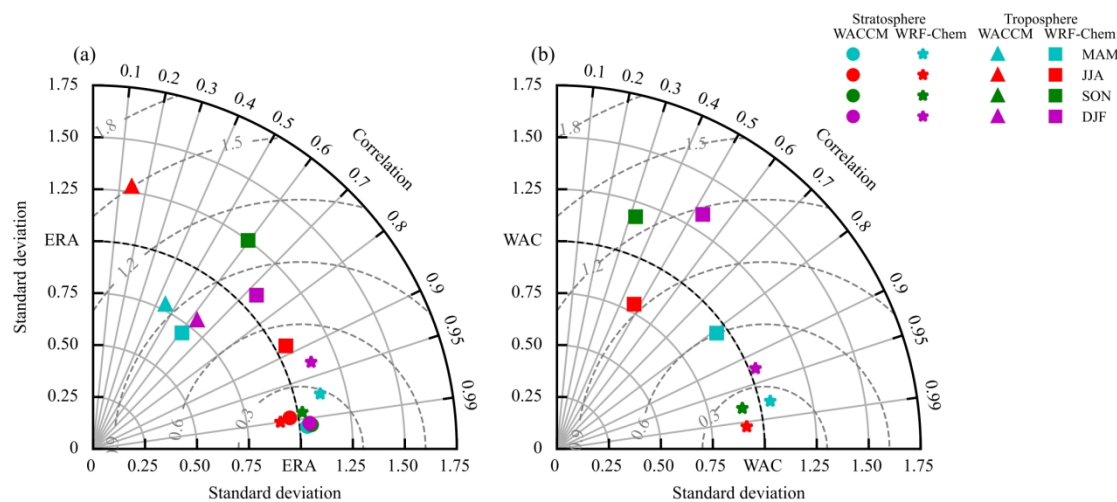 Stratosphere Troposphere
WACCM WRF-Chem WACCM WRF-Chem
MAM
JJA
SON
DJF
(a)
0.1 0.2 0.3 0.4 0.5 0.6 0.7 0.8 0.9 0.95 0.99
Correlation
1.75
1.50
1.25
ERA
0.75
0.50
0.25
0
Standard deviation
1.8 1.5 1.2 0.9 0.6 0.3
0 0.25 0.50 0.75 ERA 1.25 1.50 1.75
Standard deviation
(b)
0.1 0.2 0.3 0.4 0.5 0.6 0.7 0.8 0.9 0.95 0.99
Correlation
1.75
1.50
1.25
WAC
0.75
0.50
0.25
0
1.8 1.5 1.2 0.9 0.6 0.3
0 0.25 0.50 0.75 WAC 1.25 1.50 1.75
Standard deviation